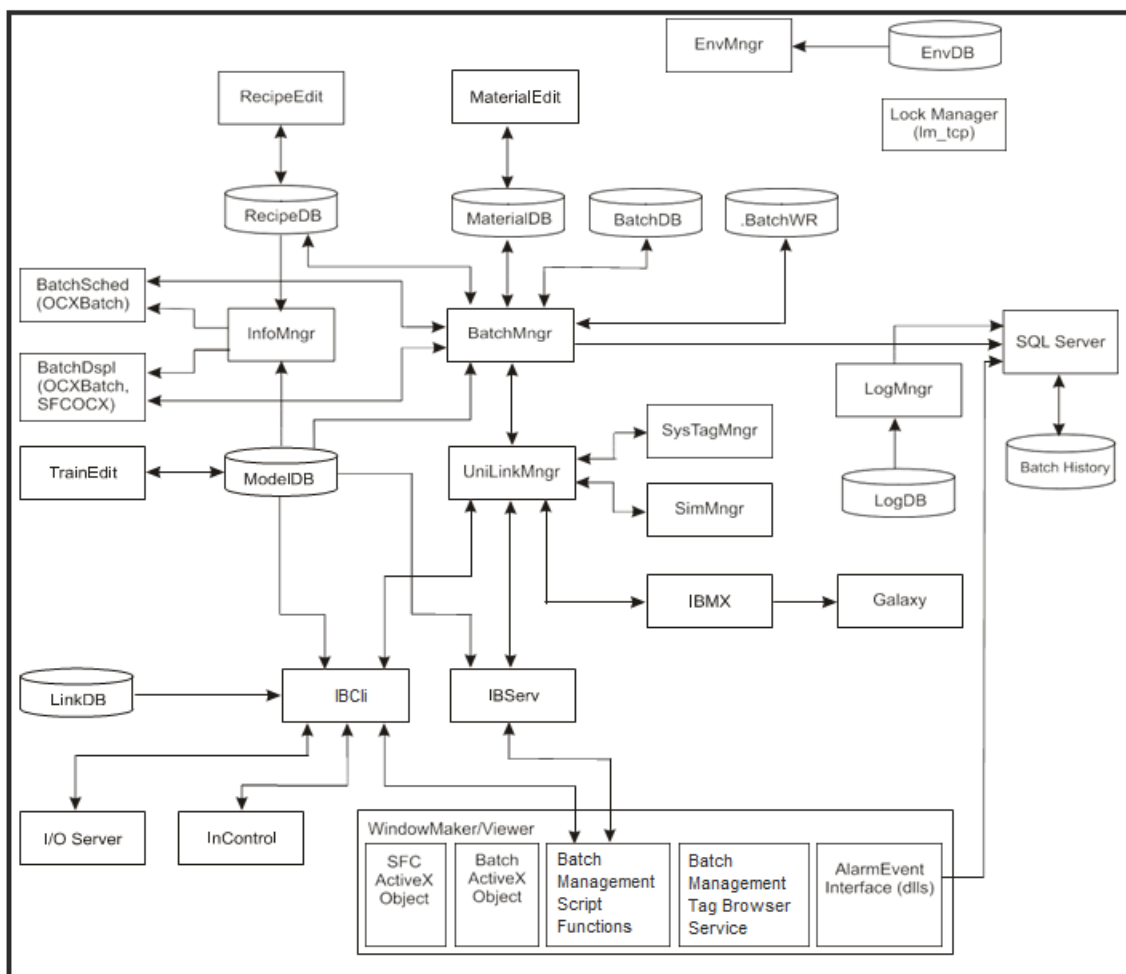 EnvMngr
EnvDB
RecipeEdit
MaterialEdit
Lock Manager
(lm_tcp)
RecipeDB
MaterialDB
BatchDB
.BatchWR
BatchSched
(OCXBatch)
InfoMngr
BatchMngr
SQL Server
BatchDspl
(OCXBatch,
SFCOCX)
LogMngr
SysTagMngr
TrainEdit
ModelDB
UniLinkMngr
Batch History
LogDB
SimMngr
IBMX
Galaxy
LinkDB
IBCli
IBServ
I/O Server
InControl
WindowMaker/Viewer
SFC
ActiveX
Object
Batch
ActiveX
Object
Batch
Management
Script
Functions
Batch
Management
Tag Browser
Service
AlarmEvent
Interface (dlls)